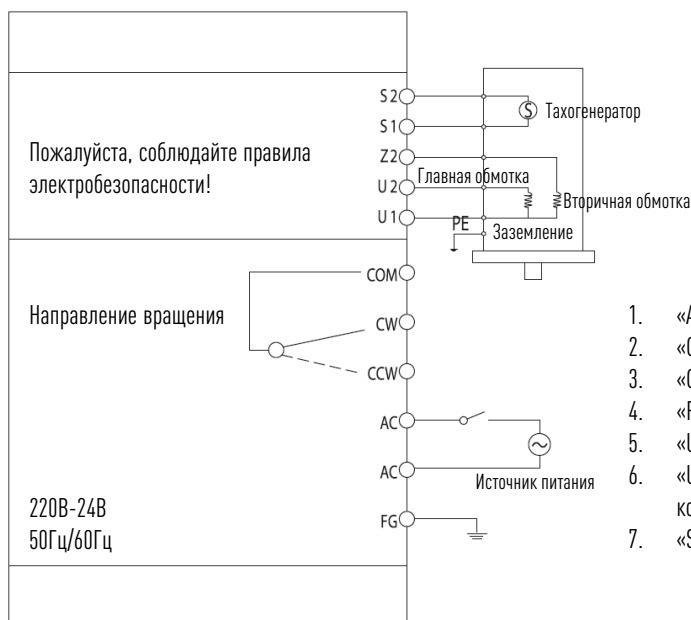 S2
S Тахогенератор
S1
Пожалуйста, соблюдайте правила
электробезопасности!
Z2
U2
Главная обмотка
Вторичная обмотка
U1
PE
Заземление
COM
Направление вращения
CW
CCW
AC
AC
Источник питания
220В-24В
50Гц/60Гц
FG
1. «
2. «
3. «
4. «
5. «
6. «
7. «S